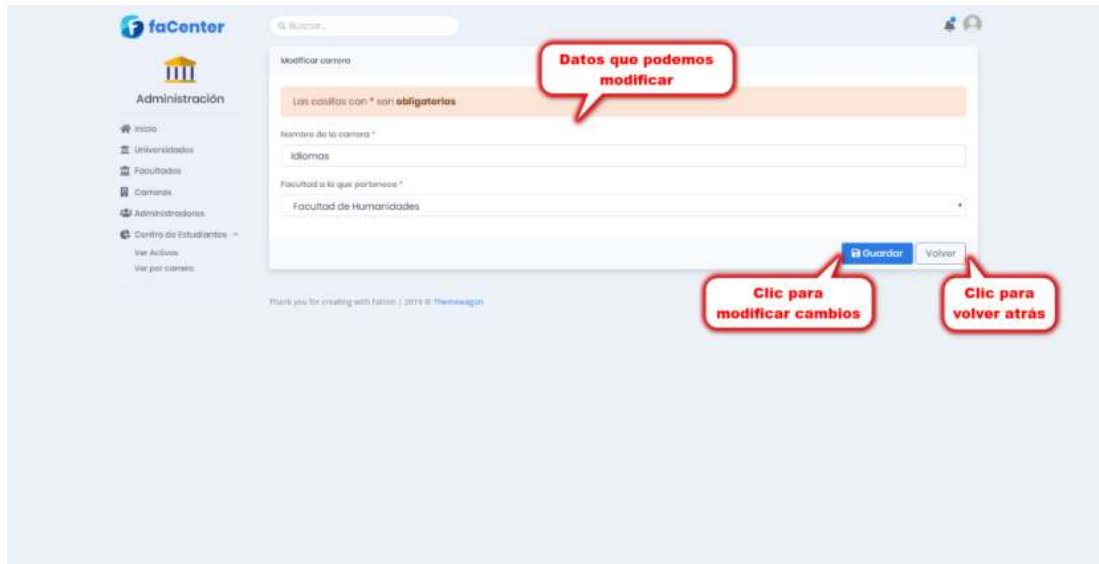 faCenter
Buscar...
Administración
Inicio
Universidades
Facultades
Carreras
Administradores
Centro de Estudiantes
Ver Activos
Ver por carrera
Modificar carrera
Datos que podemos
modificar
Las casillas con * son obligatorias
Nombre de la carrera *
Idiomas
Facultad a la que pertenece *
Facultad de Humanidades
Guardar
Volver
Clic para
modificar cambios
Clic para
volver atrás
Thank you for creating with Falcon | 2019 © Themewagon